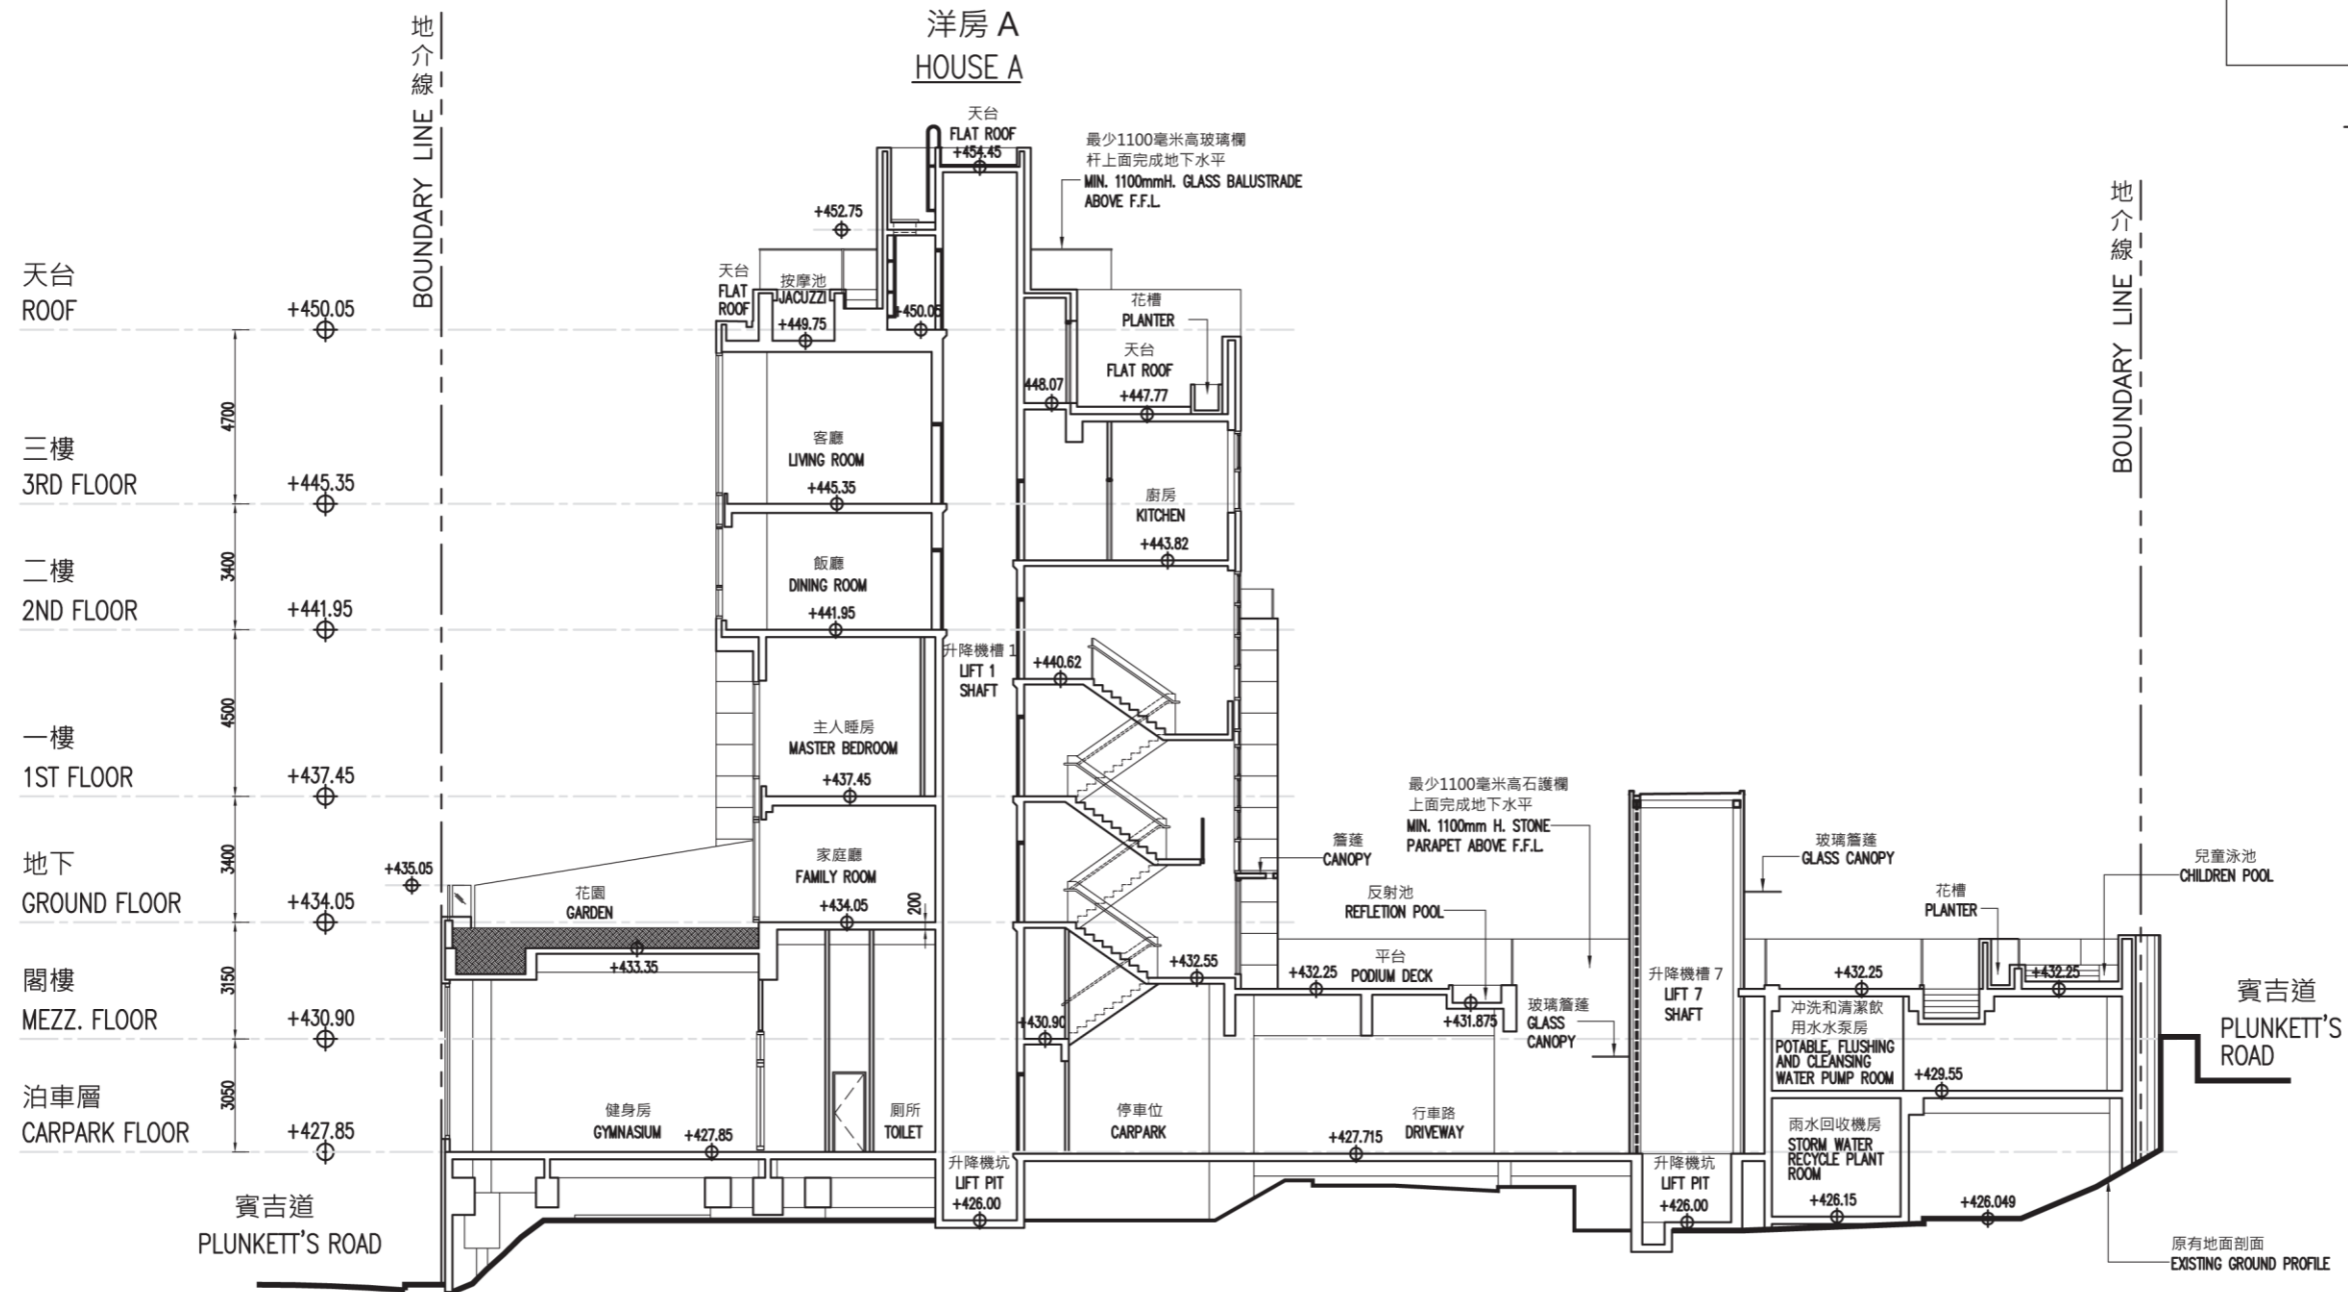 洋房 A
HOUSE A
地介線 BOUNDARY LINE
天台
FLAT ROOF
+454.45
最少1100毫米高玻璃欄
杆上面完成地下水平
MIN. 1100mmH. GLASS BALUSTRADE
ABOVE F.F.L.
+452.75
地介線 BOUNDARY LINE
天台
ROOF
+450.05
天台
FLAT
ROOF
按摩池
JACUZZI
+449.75
+450.05
花槽
PLANTER
天台
FLAT ROOF
448.07
+447.77
4700
三樓
3RD FLOOR
+445.35
客廳
LIVING ROOM
+445.35
廚房
KITCHEN
+443.82
3400
二樓
2ND FLOOR
+441.95
飯廳
DINING ROOM
+441.95
升降機槽 1
LIFT 1
SHAFT
+440.62
4500
一樓
1ST FLOOR
+437.45
主人睡房
MASTER BEDROOM
+437.45
最少1100毫米高石護欄
上面完成地下水平
MIN. 1100mm H. STONE
PARAPET ABOVE F.F.L.
簷蓬
CANOPY
玻璃簷蓬
GLASS CANOPY
兒童泳池
CHILDREN POOL
3400
地下
GROUND FLOOR
+434.05
+435.05
花園
GARDEN
家庭廳
FAMILY ROOM
+434.05
200
反射池
REFLETION POOL
花槽
PLANTER
+433.35
+432.55
+432.25
平台
PODIUM DECK
+431.875
升降機槽 7
LIFT 7
SHAFT
+432.25
+432.25
3150
閣樓
MEZZ. FLOOR
+430.90
+430.90
玻璃簷蓬
GLASS
CANOPY
冲洗和清潔飲
用水水泵房
POTABLE, FLUSHING
AND CLEANSING
WATER PUMP ROOM
+429.55
賓吉道
PLUNKETT'S
ROAD
3050
泊車層
CARPARK FLOOR
+427.85
健身房
GYMNASIUM
+427.85
厠所
TOILET
停車位
CARPARK
行車路
DRIVEWAY
+427.715
雨水回收機房
STORM WATER
RECYCLE PLANT
ROOM
+426.15
+426.049
升降機坑
LIFT PIT
+426.00
升降機坑
LIFT PIT
+426.00
賓吉道
PLUNKETT'S ROAD
原有地面剖面
EXISTING GROUND PROFILE